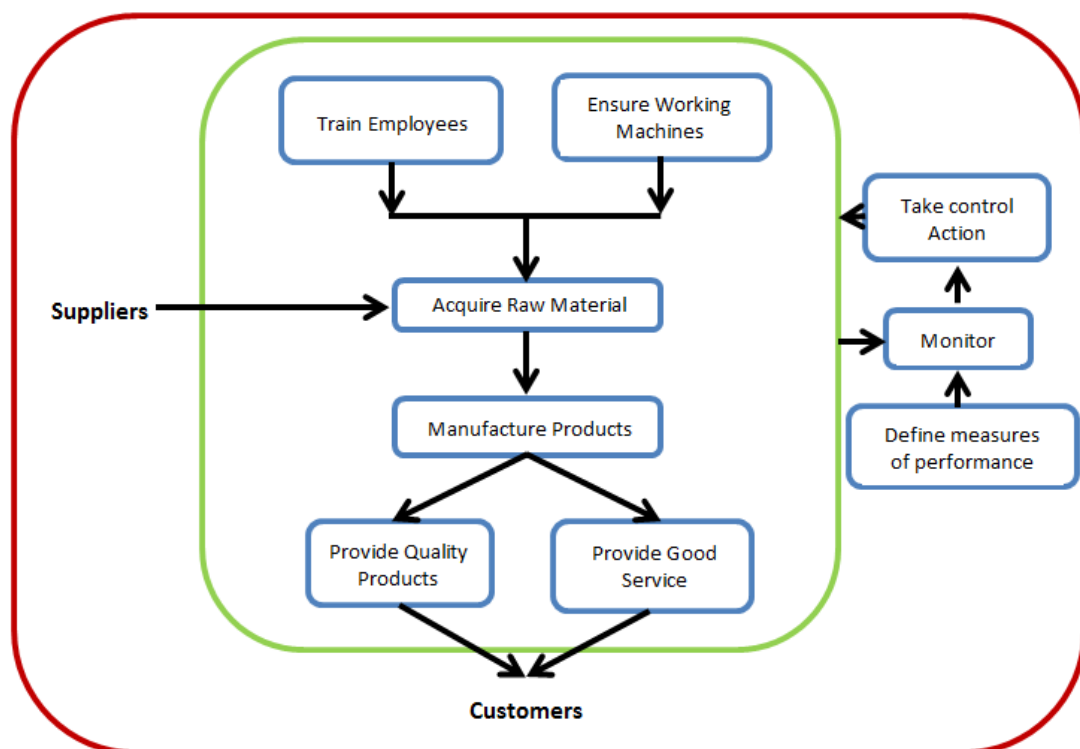 Train Employees
Ensure Working
Machines
Take control
Action
Suppliers
Acquire Raw Material
Monitor
Manufacture Products
Define measures
of performance
Provide Quality
Products
Provide Good
Service
Customers